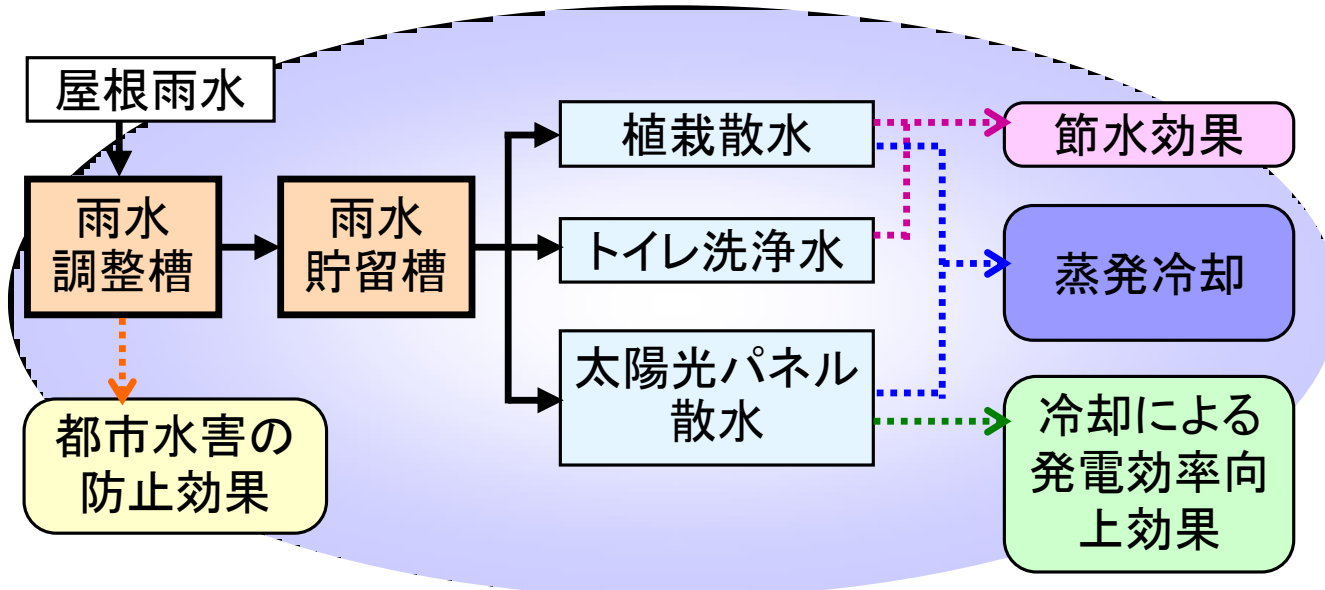 屋根雨水
雨水
調整槽
雨水
貯留槽
植栽散水
トイレ洗浄水
太陽光パネル
散水
節水効果
蒸発冷却
冷却による
発電効率向
上効果
都市水害の
防止効果